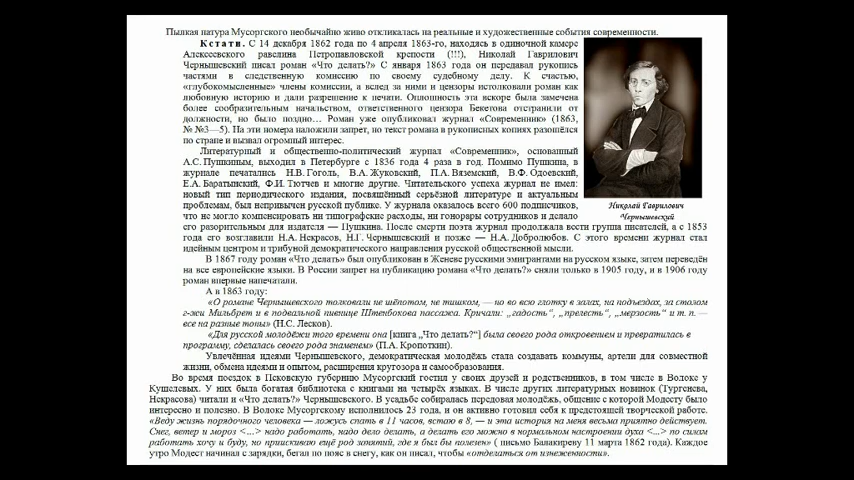 Пылкая натура Мусоргского необычайно живо откликалась на реальные и художественные события современности.
Кстати. С 14 декабря 1862 года по 4 апреля 1863-го, находясь в одиночной камере
Алексеевского равелина Петропавловской крепости (!!!), Николай Гаврилович
Чернышевский писал роман «Что делать?» С января 1863 года он передавал рукопись
частями в следственную комиссию по своему судебному делу. К счастью,
«глубокомысленные» члены комиссии, а вслед за ними и цензоры истолковали роман как
любовную историю и дали разрешение к печати. Оплошность эта вскоре была замечена
более сообразительным начальством, ответственного цензора Бекетова отстранили от
должности, но было поздно… Роман уже опубликовал журнал «Современник» (1863,
№ №3—5). На эти номера наложили запрет, но текст романа в рукописных копиях разошёлся
по стране и вызвал огромный интерес.
Литературный и общественно-политический журнал «Современник», основанный
А.С. Пушкиным, выходил в Петербурге с 1836 года 4 раза в год. Помимо Пушкина, в
журнале печатались Н.В. Гоголь, В.А. Жуковский, П.А. Вяземский, В.Ф. Одоевский,
Е.А. Баратынский, Ф.И. Тютчев и многие другие. Читательского успеха журнал не имел:
новый тип периодического издания, посвящённый серьёзной литературе и актуальным
проблемам, был непривычен русской публике. У журнала оказалось всего 600 подписчиков,
что не могло компенсировать ни типографские расходы, ни гонорары сотрудников и делало
его разорительным для издателя — Пушкина. После смерти поэта журнал продолжала вести группа писателей, а с 1853
года его возглавили Н.А. Некрасов, Н.Г. Чернышевский и позже — Н.А. Добролюбов. С этого времени журнал стал
идейным центром и трибуной демократического направления русской общественной мысли.
Николай Гаврилович
Чернышевский
В 1867 году роман «Что делать?» был опубликован в Женеве русскими эмигрантами на русском языке, затем переведён
на все европейские языки. В России запрет на публикацию романа «Что делать?» сняли только в 1905 году, и в 1906 году
роман впервые напечатали.
А в 1863 году:
«О романе Чернышевского толковали не шёпотом, не тишком, — но во всю глотку в залах, на подъездах, за столом
г-жи Мильбрет и в подвальной пивнице Штенбокова пассажа. Кричали: „гадость“, „прелесть“, „мерзость“ и т. п. —
все на разные тоны» (Н.С. Лесков).
«Для русской молодёжи того времени она [книга „Что делать?“] была своего рода откровением и превратилась в
программу, сделалась своего рода знаменем» (П.А. Кропоткин).
Увлечённая идеями Чернышевского, демократическая молодёжь стала создавать коммуны, артели для совместной
жизни, обмена идеями и опытом, расширения кругозора и самообразования.
Во время поездок в Псковскую губернию Мусоргский гостил у своих друзей и родственников, в том числе в Волоке у
Кушелевых. У них была богатая библиотека с книгами на четырёх языках. В числе других литературных новинок (Тургенева,
Некрасова) читали и «Что делать?» Чернышевского. В усадьбе собиралась передовая молодёжь, общение с которой Модесту было
интересно и полезно. В Волоке Мусоргскому исполнилось 23 года, и он активно готовил себя к предстоящей творческой работе.
«Веду жизнь порядочного человека — ложусь спать в 11 часов, встаю в 8, — и эта история на меня весьма приятно действует.
Снег, ветер и мороз <…> надо работать, надо дело делать, а делать его можно в нормальном настроении духа <...> по силам
работать хочу и буду, но приискиваю ещё род занятий, где я был бы полезен» ( письмо Балакиреву 11 марта 1862 года). Каждое
утро Модест начинал с зарядки, бегал по пояс в снегу, как он писал, чтобы «отделаться от изнеженности».